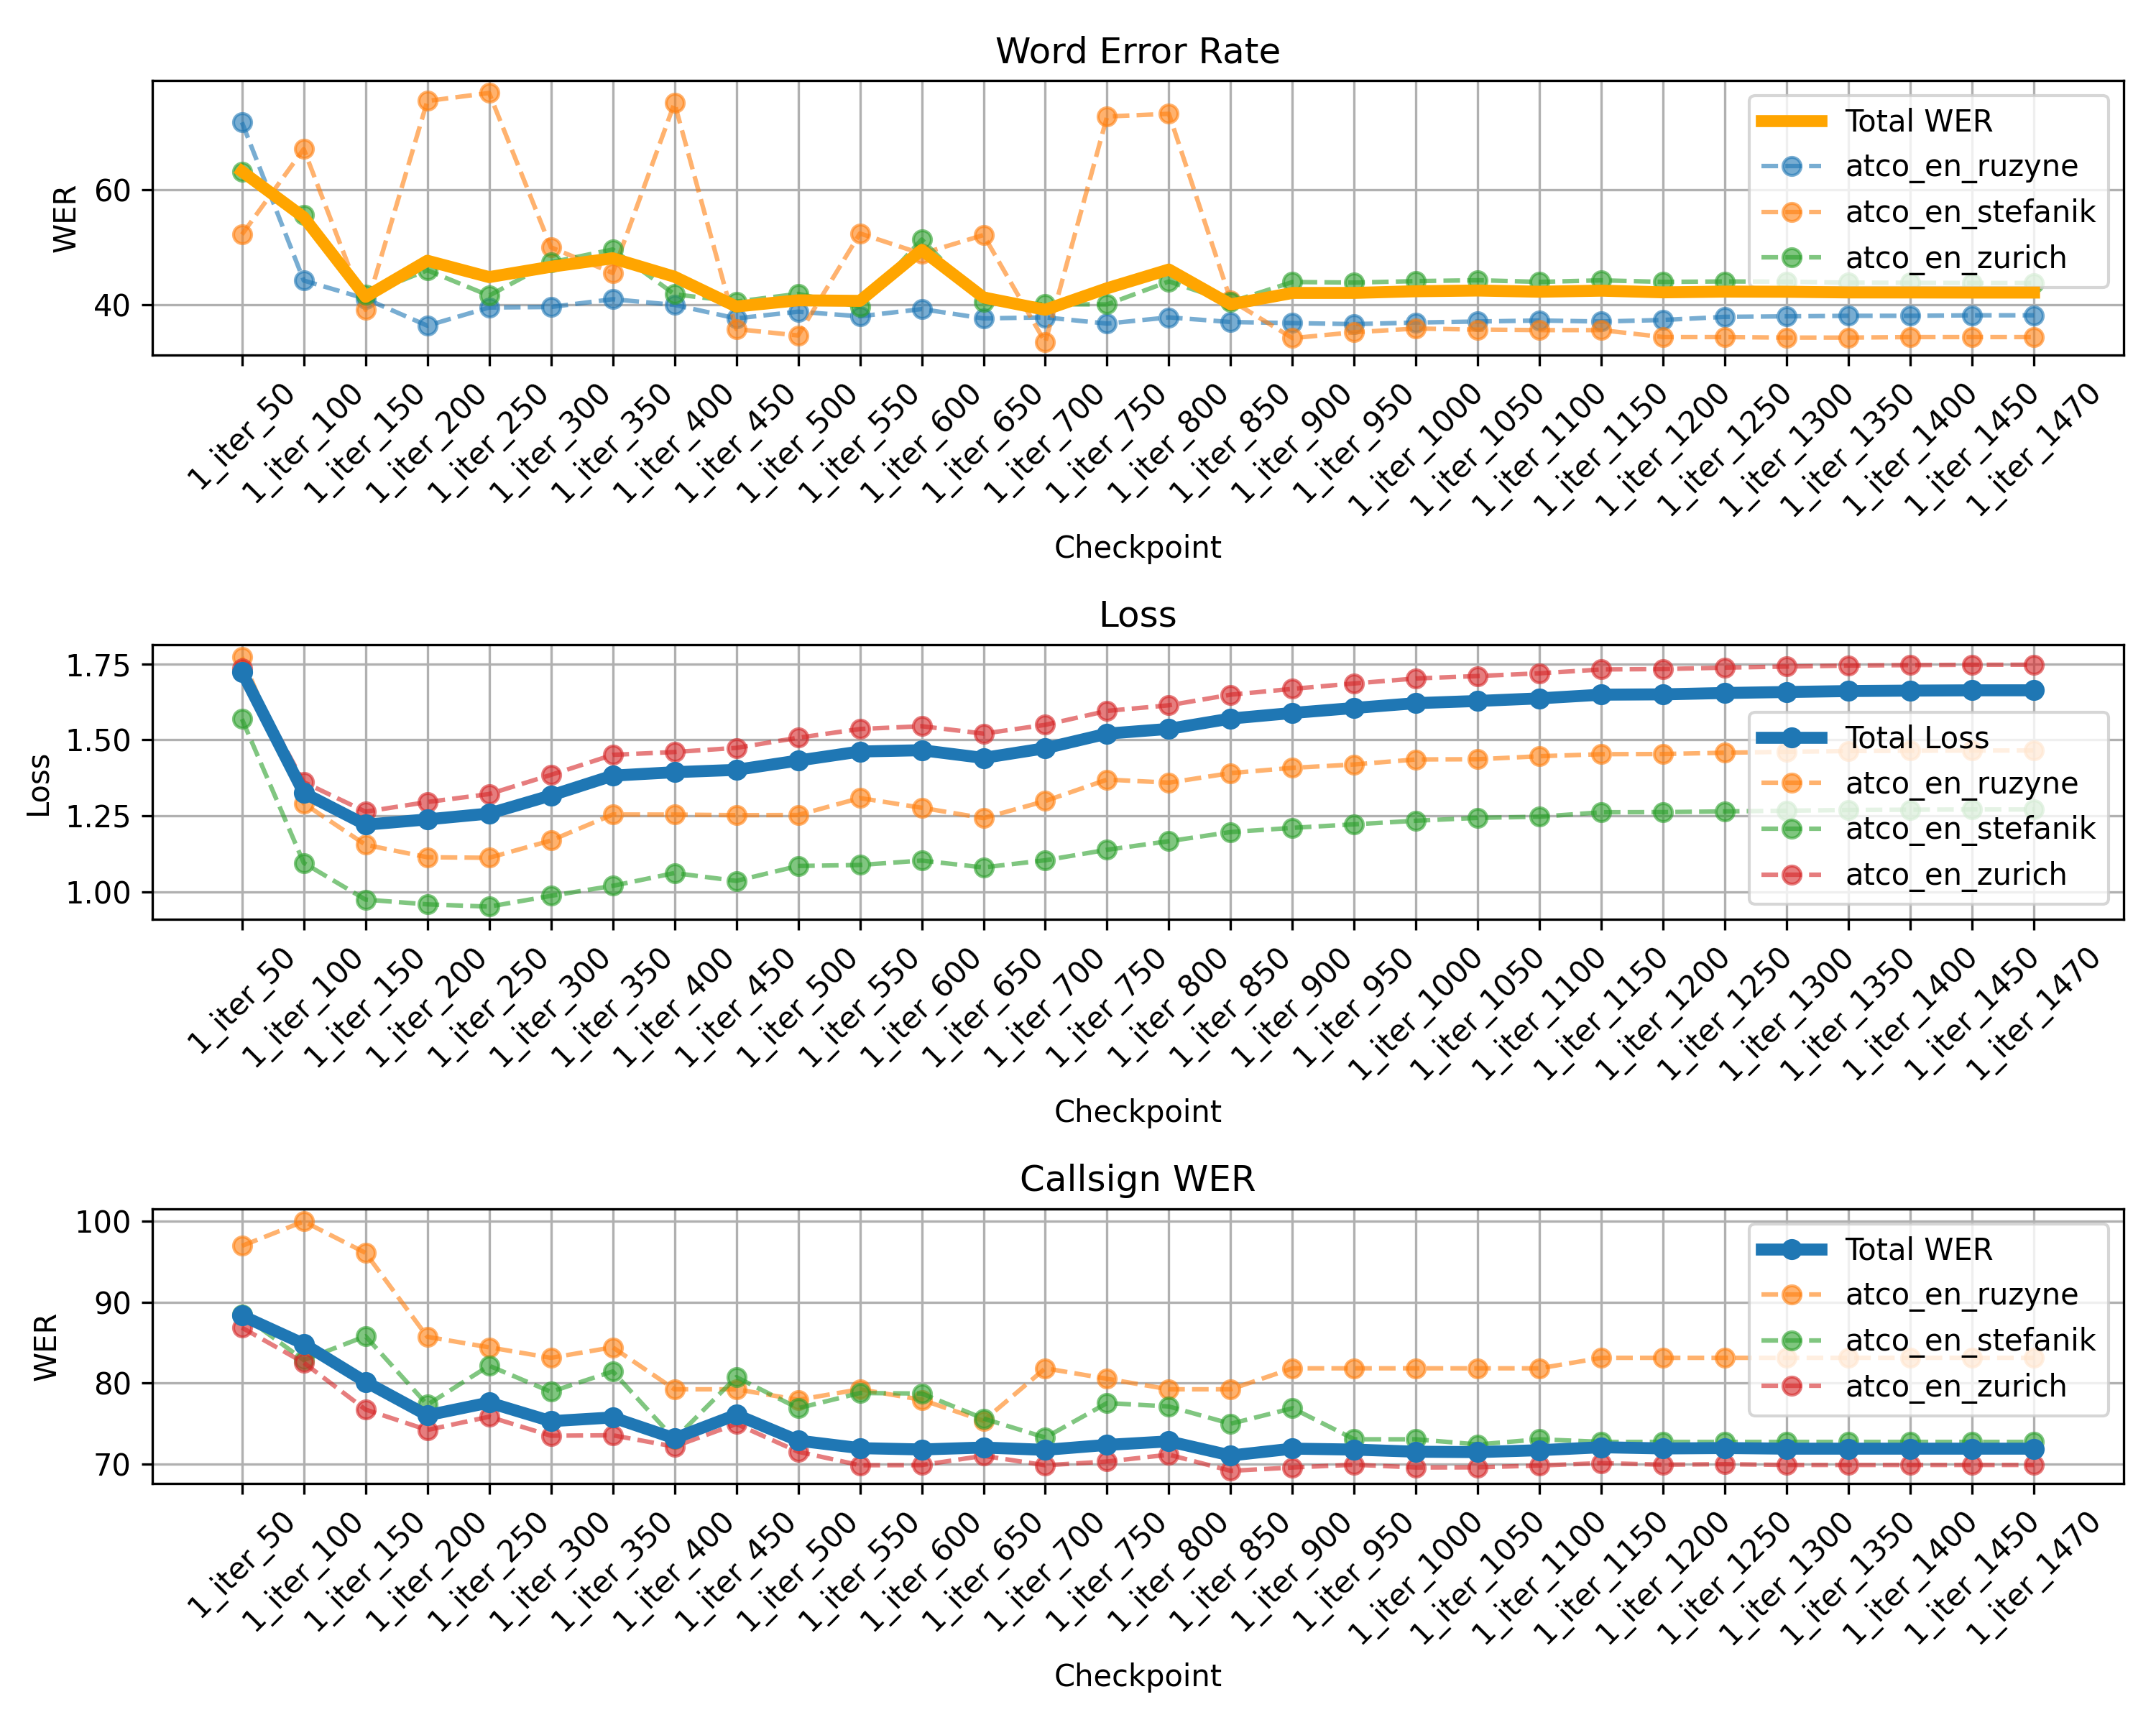 Word Error Rate
WER
60
40
Total WER
atco_en_ruzyne
atco_en_stefanik
atco_en_zurich
1_iter_50
1_iter_100
1_iter_150
1_iter_200
1_iter_250
1_iter_300
1_iter_350
1_iter_400
1_iter_450
1_iter_500
1_iter_550
1_iter_600
1_iter_650
1_iter_700
1_iter_750
1_iter_800
1_iter_850
1_iter_900
1_iter_950
1_iter_1000
1_iter_1050
1_iter_1100
1_iter_1150
1_iter_1200
1_iter_1250
1_iter_1300
1_iter_1350
1_iter_1400
1_iter_1450
1_iter_1470
Checkpoint
Loss
Loss
1.75
1.50
1.25
1.00
Total Loss
atco_en_ruzyne
atco_en_stefanik
atco_en_zurich
1_iter_50
1_iter_100
1_iter_150
1_iter_200
1_iter_250
1_iter_300
1_iter_350
1_iter_400
1_iter_450
1_iter_500
1_iter_550
1_iter_600
1_iter_650
1_iter_700
1_iter_750
1_iter_800
1_iter_850
1_iter_900
1_iter_950
1_iter_1000
1_iter_1050
1_iter_1100
1_iter_1150
1_iter_1200
1_iter_1250
1_iter_1300
1_iter_1350
1_iter_1400
1_iter_1450
1_iter_1470
Checkpoint
Callsign WER
WER
100
90
80
70
Total WER
atco_en_ruzyne
atco_en_stefanik
atco_en_zurich
1_iter_50
1_iter_100
1_iter_150
1_iter_200
1_iter_250
1_iter_300
1_iter_350
1_iter_400
1_iter_450
1_iter_500
1_iter_550
1_iter_600
1_iter_650
1_iter_700
1_iter_750
1_iter_800
1_iter_850
1_iter_900
1_iter_950
1_iter_1000
1_iter_1050
1_iter_1100
1_iter_1150
1_iter_1200
1_iter_1250
1_iter_1300
1_iter_1350
1_iter_1400
1_iter_1450
1_iter_1470
Checkpoint